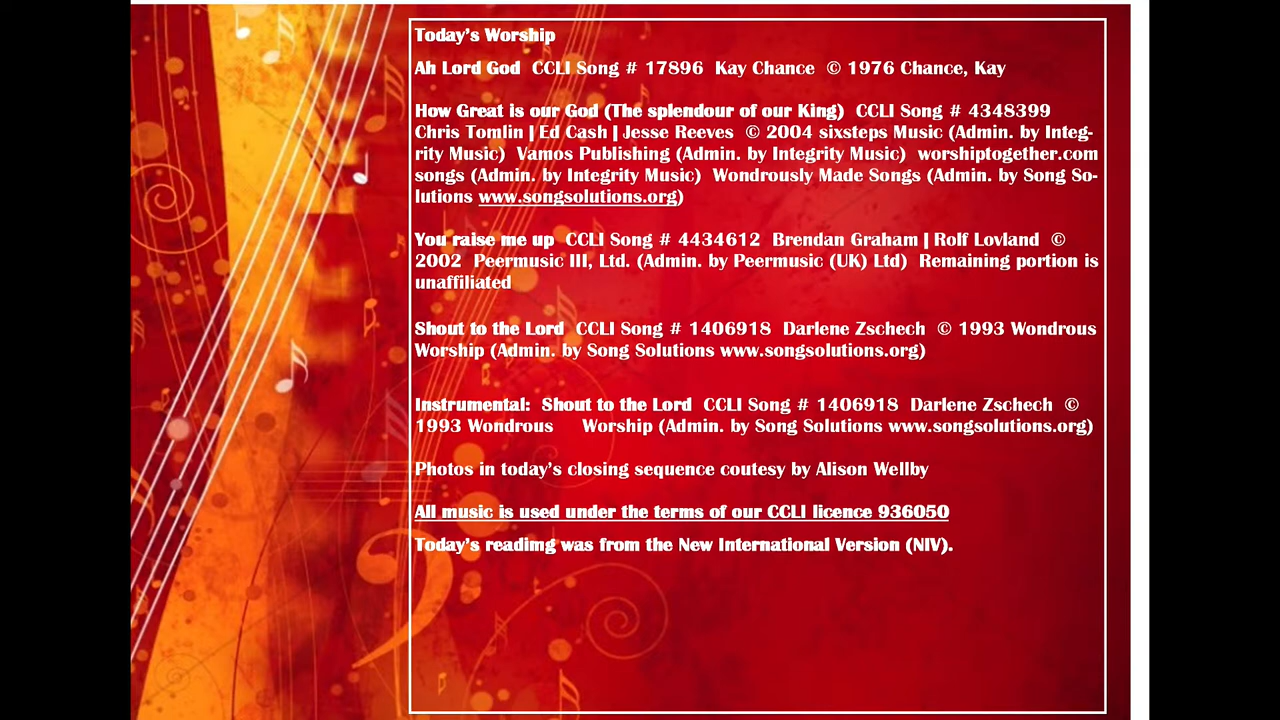 Today's Worship
Ah Lord God  CCLI Song # 17896  Kay Chance  © 1976 Chance, Kay
How Great is our God (The splendour of our King)  CCLI Song # 4348399
Chris Tomlin | Ed Cash | Jesse Reeves  © 2004 sixsteps Music (Admin. by Integ-
rity Music)  Vamos Publishing (Admin. by Integrity Music)  worshiptogether.com
songs (Admin. by Integrity Music)  Wondrously Made Songs (Admin. by Song So-
lutions www.songsolutions.org)
You raise me up  CCLI Song # 4434612  Brendan Graham | Rolf Lovland  ©
2002  Peermusic III, Ltd. (Admin. by Peermusic (UK) Ltd)  Remaining portion is
unaffiliated
Shout to the Lord  CCLI Song # 1406918  Darlene Zschech  © 1993 Wondrous
Worship (Admin. by Song Solutions www.songsolutions.org)
Instrumental:  Shout to the Lord  CCLI Song # 1406918  Darlene Zschech  ©
1993 Wondrous    Worship (Admin. by Song Solutions www.songsolutions.org)
Photos in today's closing sequence coutesy by Alison Wellby
All music is used under the terms of our CCLI licence 936050
Today's readimg was from the New International Version (NIV).